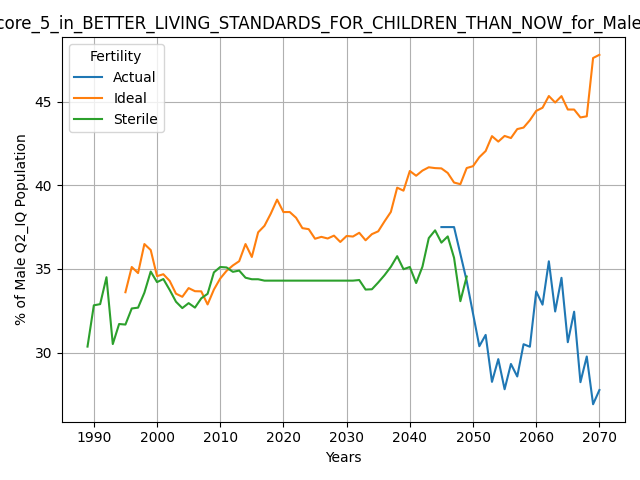 core_5_in_BETTER_LIVING_STANDARDS_FOR_CHILDREN_THAN_NOW_for_Male
Fertility
Actual
Ideal
Sterile
% of Male Q2_IQ Population
45
40
35
30
1990 2000 2010 2020 2030 2040 2050 2060 2070
Years